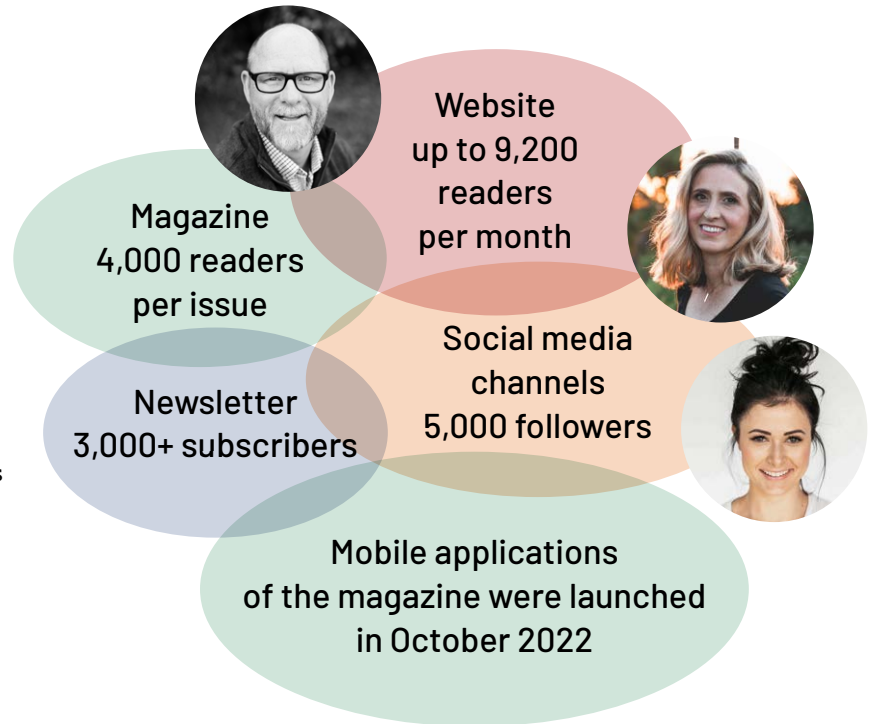 Website
up to 9,200
readers
per month
Magazine
4,000 readers
per issue
Social media
channels
5,000 followers
Newsletter
3,000+ subscribers
s
Mobile applications
of the magazine were launched
in October 2022